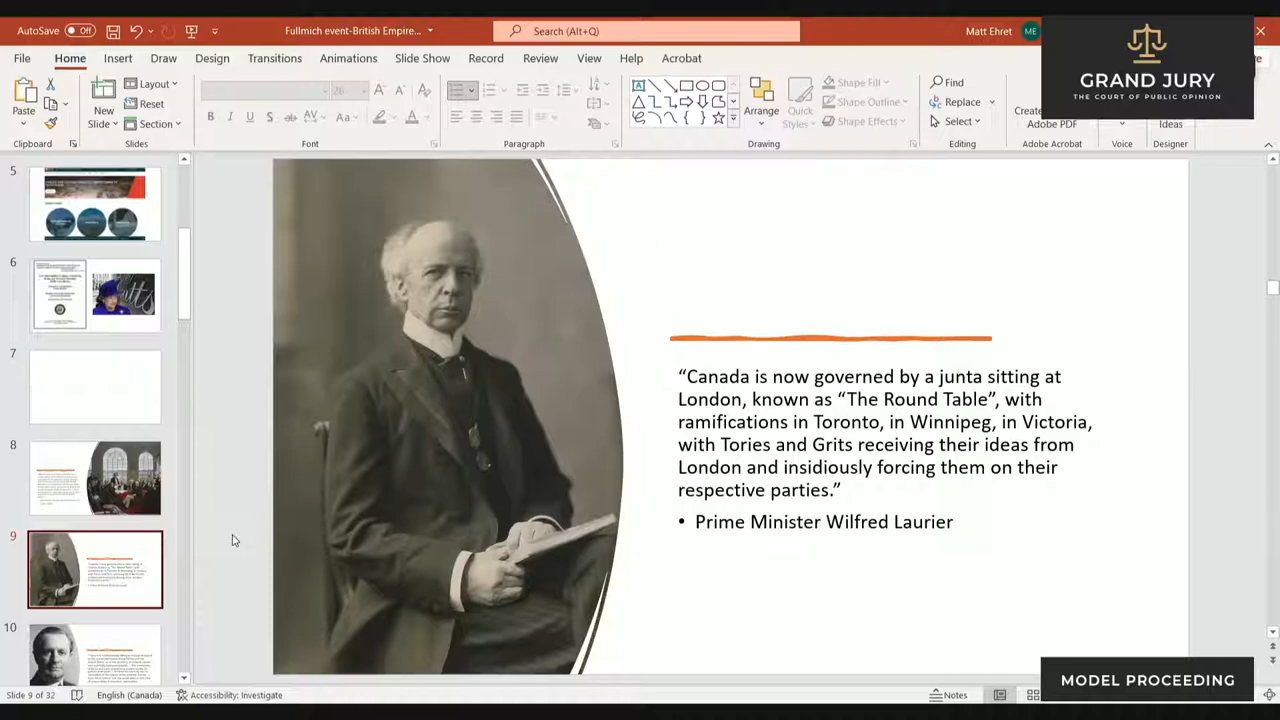 AutoSave Off
Fullmich event-British Empire...
Search (Alt+Q)
Matt Ehret ME
GRAND JURY
THE COURT OF PUBLIC OPINION
File Home Insert Draw Design Transitions Animations Slide Show Record Review View Help Acrobat
Paste
New Slide
Layout
Reset
Section
Shape Fill
Shape Outline
Shape Effects
Arrange
Quick Styles
Find
Replace
Select
Adobe PDF
Ideas
Clipboard Slides Font Paragraph Drawing Editing Adobe Acrobat Voice Designer
5
6
7
8
9
10
“Canada is now governed by a junta sitting at
London, known as “The Round Table”, with
ramifications in Toronto, in Winnipeg, in Victoria,
with Tories and Grits receiving their ideas from
London and insidiously forcing them on their
respective parties.”
• Prime Minister Wilfred Laurier
MODEL PROCEEDING
Slide 9 of 32 English (Canada) Accessibility: Investigate Notes